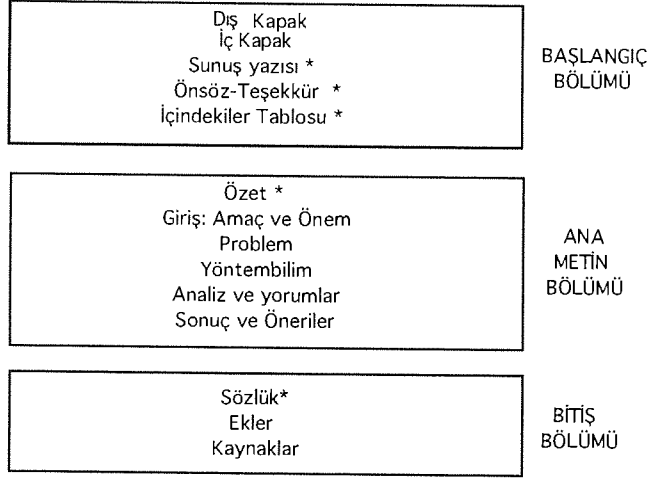 Dış Kapak
İç Kapak
Sunuş yazısı *
Önsöz-Teşekkür *
İçindekiler Tablosu *
BAŞLANGIÇ
BÖLÜMÜ
Özet *
Giriş: Amaç ve Önem
Problem
Yöntembilim
Analiz ve yorumlar
Sonuç ve Öneriler
ANA
METİN
BÖLÜMÜ
Sözlük*
Ekler
Kaynaklar
BİTİŞ
BÖLÜMÜ